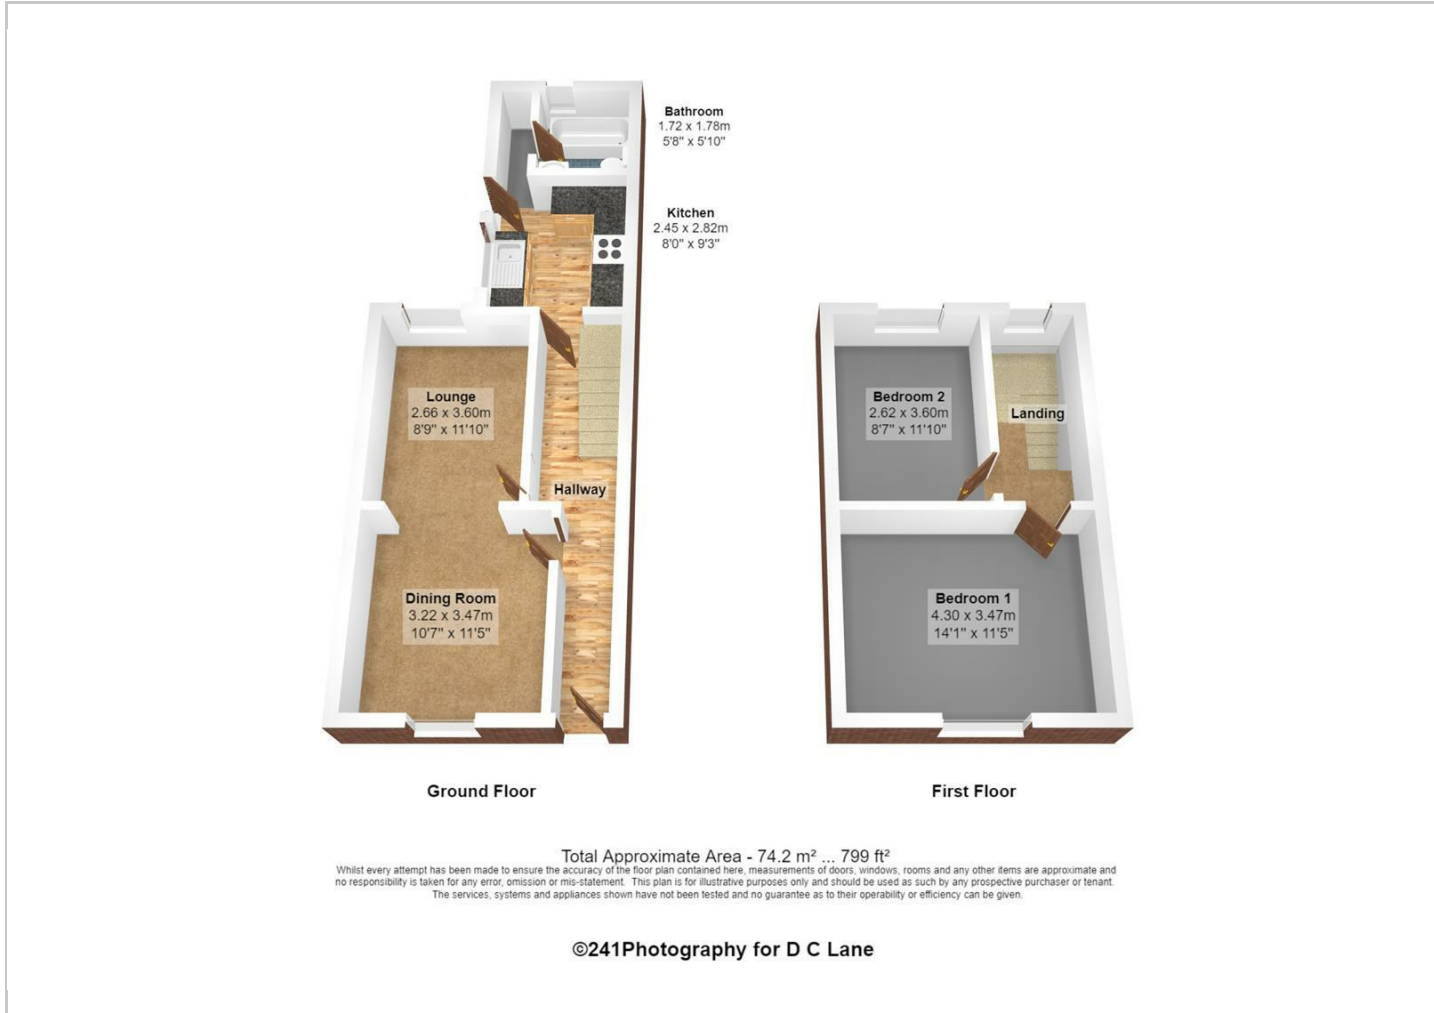 Bathroom
1.72 x 1.78m
5'8" x 5'10"
Kitchen
2.45 x 2.82m
8'0" x 9'3"
Lounge
2.66 x 3.60m
8'9" x 11'10"
Hallway
Dining Room
3.22 x 3.47m
10'7" x 11'5"
Bedroom 2
2.62 x 3.60m
8'7" x 11'10"
Landing
Bedroom 1
4.30 x 3.47m
14'1" x 11'5"
Ground Floor
First Floor
Total Approximate Area - 74.2 m² ... 799 ft²
Whilst every attempt has been made to ensure the accuracy of the floor plan contained here, measurements of doors, windows, rooms and any other items are approximate and
no responsibility is taken for any error, omission or mis-statement. This plan is for illustrative purposes only and should be used as such by any prospective purchaser or tenant.
The services, systems and appliances shown have not been tested and no guarantee as to their operability or efficiency can be given.
©241Photography for D C Lane